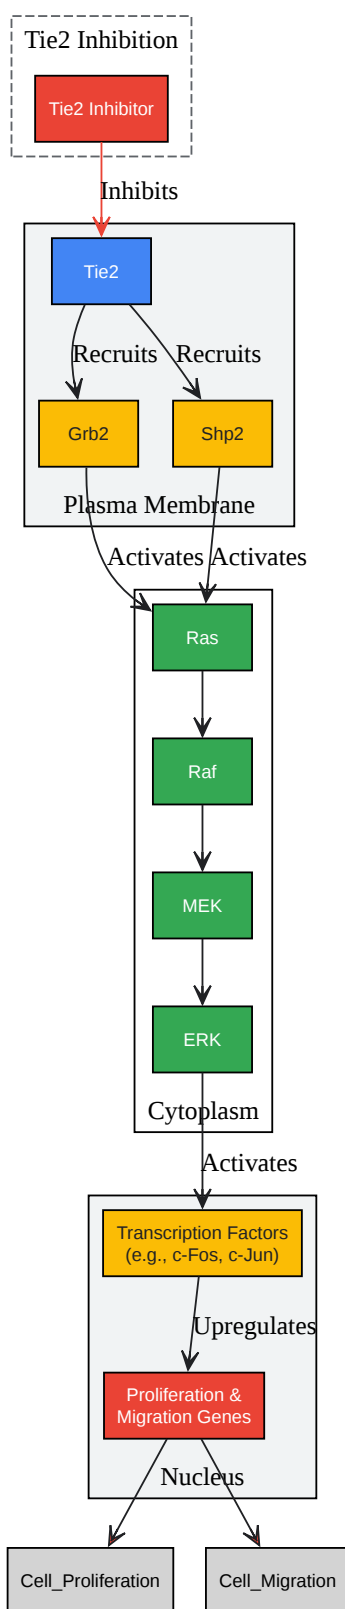 Tie2 Inhibition
Tie2 Inhibitor
Inhibits
Tie2
Recruits
Recruits
Grb2
Shp2
Plasma Membrane
Activates
Activates
Ras
Raf
MEK
ERK
Cytoplasm
Activates
Transcription Factors
(e.g., c-Fos, c-Jun)
Upregulates
Proliferation &
Migration Genes
Nucleus
Cell_Proliferation
Cell_Migration